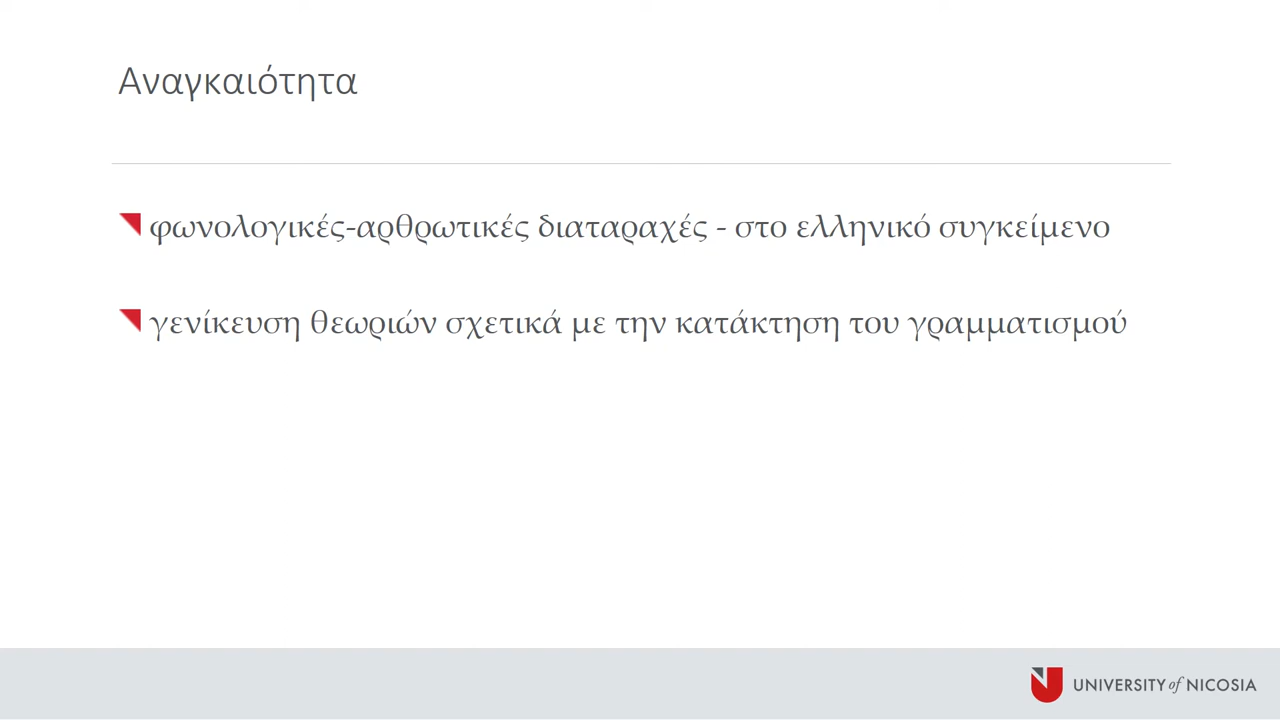 Αναγκαιότητα
φωνολογικές-αρθρωτικές διαταραχές - στο ελληνικό συγκείμενο
γενίκευση θεωριών σχετικά με την κατάκτηση του γραμματισμού
UNIVERSITY of NICOSIA